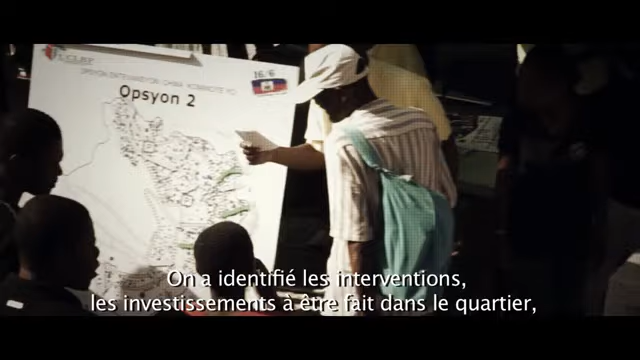 16/6
Opsyon 2
On a identifié les interventions,
les investissements à être fait dans le quartier,